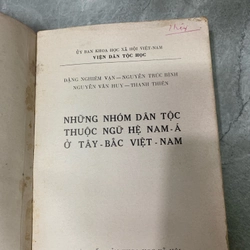 ỦY BAN KHOA HỌC XÃ HỘI VIỆT-NAM
VIỆN DÂN TỘC HỌC
ĐẶNG NGHIÊM VẠN — NGUYỄN TRÚC BÌNH
NGUYỄN VĂN HUY — THANH THIÊN
NHỮNG NHÓM DÂN TỘC
THUỘC NGỮ HỆ NAM-Á
Ở TÂY-BẮC VIỆT-NAM